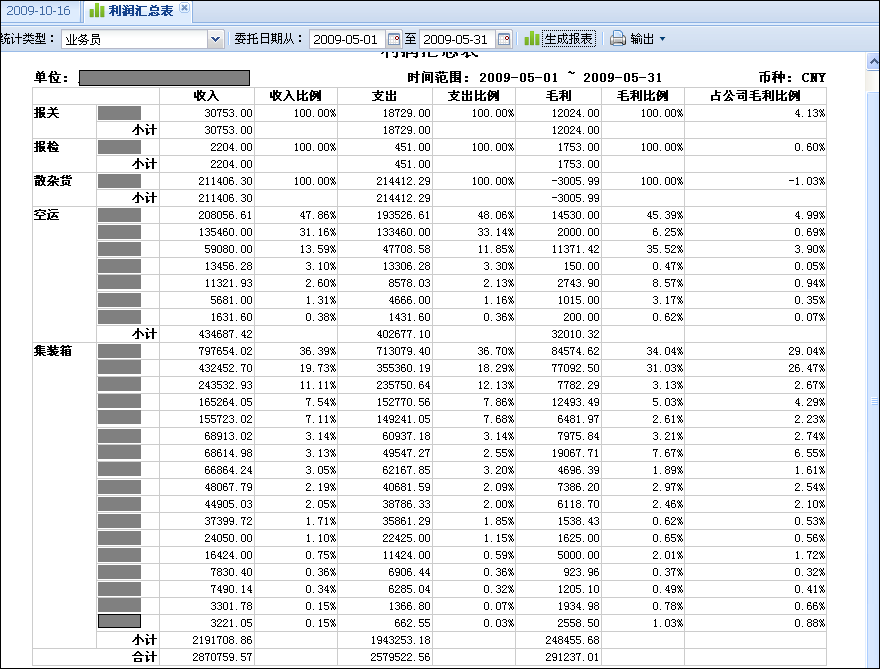 2009-10-16 利润汇总表
统计类型： 业务员 委托日期从： 2009-05-01 至 2009-05-31 生成报表 输出
利润汇总表
单位： 时间范围： 2009-05-01 ~ 2009-05-31 币种： CNY
收入 收入比例 支出 支出比例 毛利 毛利比例 占公司毛利比例
报关 30753.00 100.00% 18729.00 100.00% 12024.00 100.00% 4.13%
小计 30753.00 18729.00 12024.00
报检 2204.00 100.00% 451.00 100.00% 1753.00 100.00% 0.60%
小计 2204.00 451.00 1753.00
散杂货 211406.30 100.00% 214412.29 100.00% -3005.99 100.00% -1.03%
小计 211406.30 214412.29 -3005.99
空运 208056.61 47.86% 193526.61 48.06% 14530.00 45.39% 4.99%
135460.00 31.16% 133460.00 33.14% 2000.00 6.25% 0.69%
59080.00 13.59% 47708.58 11.85% 11371.42 35.52% 3.90%
13456.28 3.10% 13306.28 3.30% 150.00 0.47% 0.05%
11321.93 2.60% 8578.03 2.13% 2743.90 8.57% 0.94%
5681.00 1.31% 4666.00 1.16% 1015.00 3.17% 0.35%
1631.60 0.38% 1431.60 0.36% 200.00 0.62% 0.07%
小计 434687.42 402677.10 32010.32
集装箱 797654.02 36.39% 713079.40 36.70% 84574.62 34.04% 29.04%
432452.70 19.73% 355360.19 18.29% 77092.50 31.03% 26.47%
243532.93 11.11% 235750.64 12.13% 7782.29 3.13% 2.67%
165264.05 7.54% 152770.56 7.86% 12493.49 5.03% 4.29%
155723.02 7.11% 149241.05 7.68% 6481.97 2.61% 2.23%
68913.02 3.14% 60937.18 3.14% 7975.84 3.21% 2.74%
68614.98 3.13% 49547.27 2.55% 19067.71 7.67% 6.55%
66864.24 3.05% 62167.85 3.20% 4696.39 1.89% 1.61%
48067.79 2.19% 40681.59 2.09% 7386.20 2.97% 2.54%
44905.03 2.05% 38786.33 2.00% 6118.70 2.46% 2.10%
37399.72 1.71% 35861.29 1.85% 1538.43 0.62% 0.53%
24050.00 1.10% 22425.00 1.15% 1625.00 0.65% 0.56%
16424.00 0.75% 11424.00 0.59% 5000.00 2.01% 1.72%
7830.40 0.36% 6906.44 0.36% 923.96 0.37% 0.32%
7490.14 0.34% 6285.04 0.32% 1205.10 0.49% 0.41%
3301.78 0.15% 1366.80 0.07% 1934.98 0.78% 0.66%
3221.05 0.15% 662.55 0.03% 2558.50 1.03% 0.88%
小计 2191708.86 1943253.18 248455.68
合计 2870759.57 2579522.56 291237.01